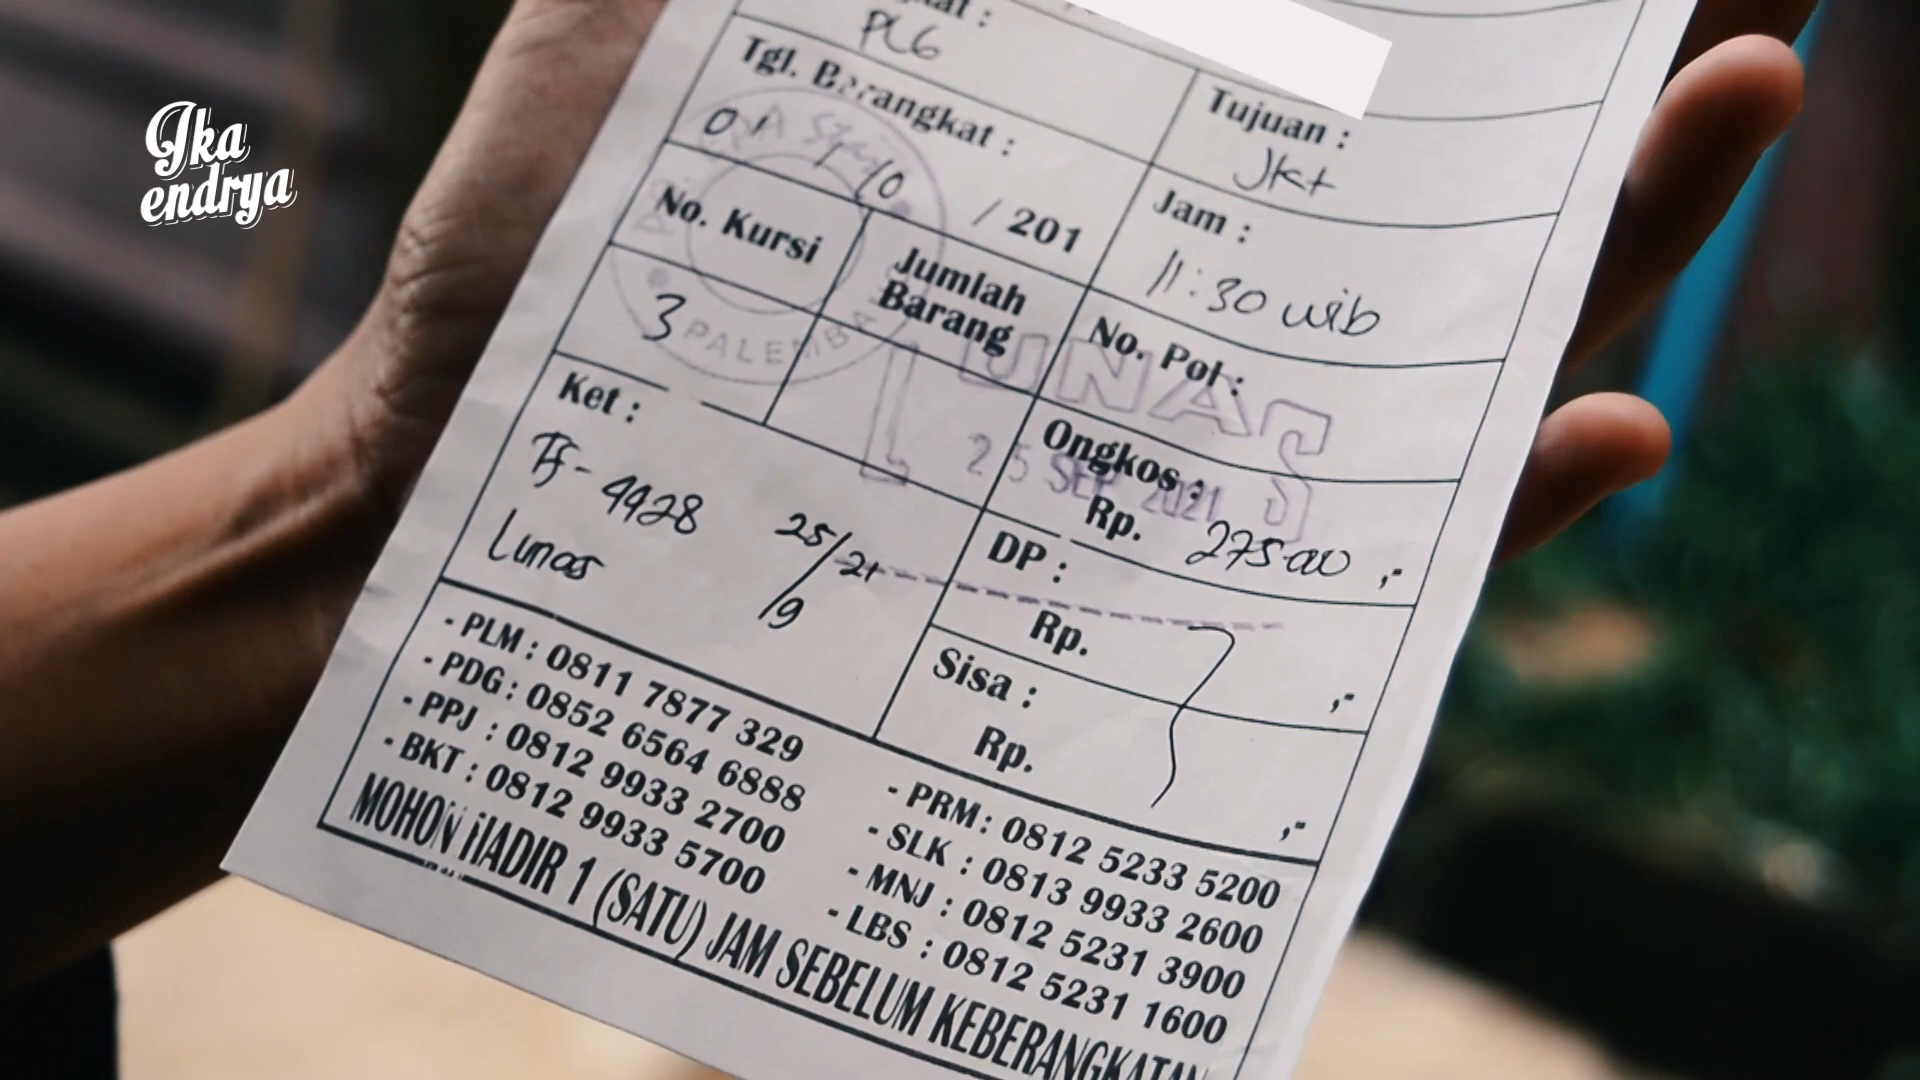 Ika
endrya
at :
PLG
Tujuan :
Jkt
Tgl. Berangkat :
/10 / 201
Jam :
11:30 wib
No. Kursi
3
Jumlah
Barang
No. Pol :
PALEMBA
LUNAS
25 SEP 2021
Ket :
Tf - 4428
Lunas
25/21
/9
Ongkos :
Rp. ,-
DP :
Rp. ,-
Sisa :
Rp. ,-
- PLM : 0811 7877 329
- PDG : 0852 6564 6888
- PPJ : 0812 9933 2700
- BKT : 0812 9933 5700
- PRM : 0812 5233 5200
- SLK : 0813 9933 2600
- MNJ : 0812 5231 3900
- LBS : 0812 5231 1600
MOHON HADIR 1 (SATU) JAM SEBELUM KEBERANGKATAN